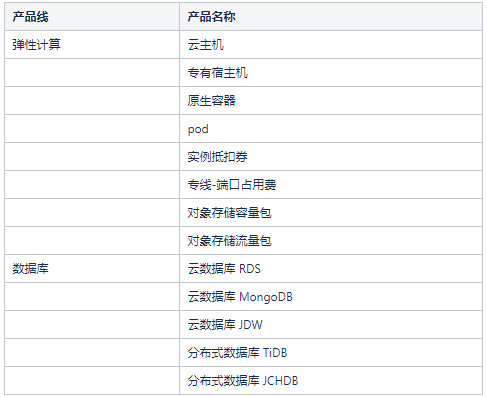 产品线 产品名称
弹性计算 云主机
专有宿主机
原生容器
pod
实例抵扣券
专线-端口占用费
对象存储容量包
对象存储流量包
数据库 云数据库 RDS
云数据库 MongoDB
云数据库 JDW
分布式数据库 TiDB
分布式数据库 JCHDB